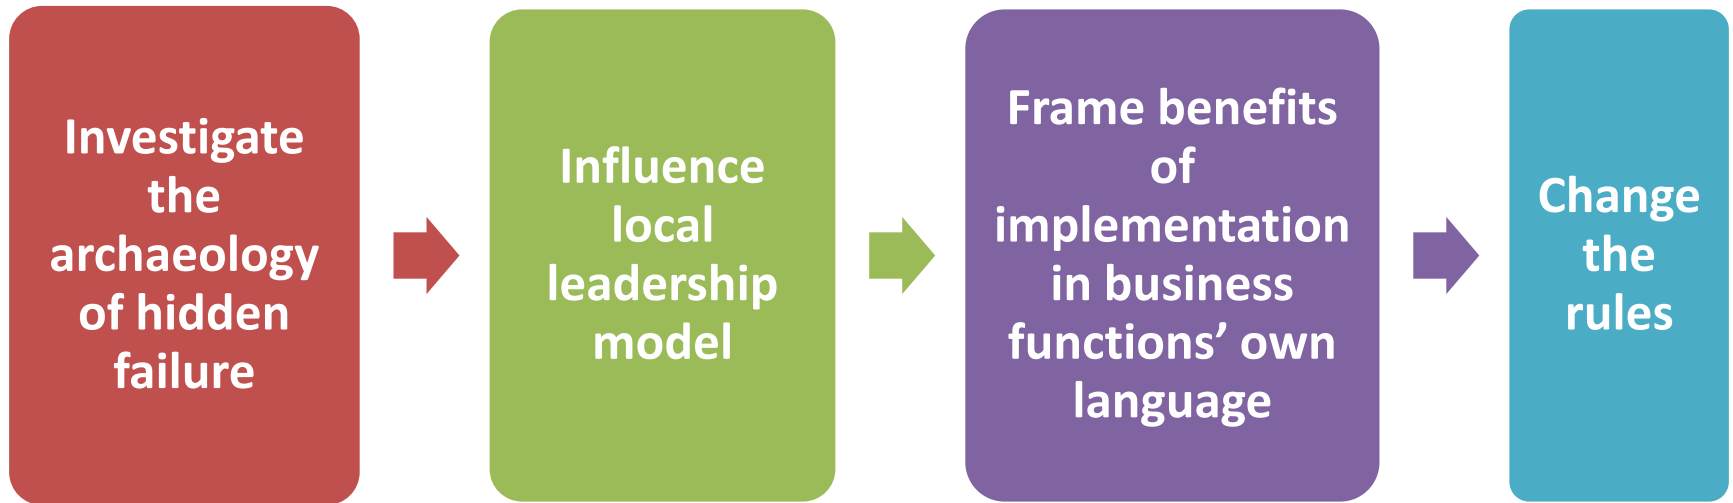 Investigate
the
archaeology
of hidden
failure
Influence
local
leadership
model
Frame benefits
of
implementation
in business
functions’ own
language
Change
the
rules